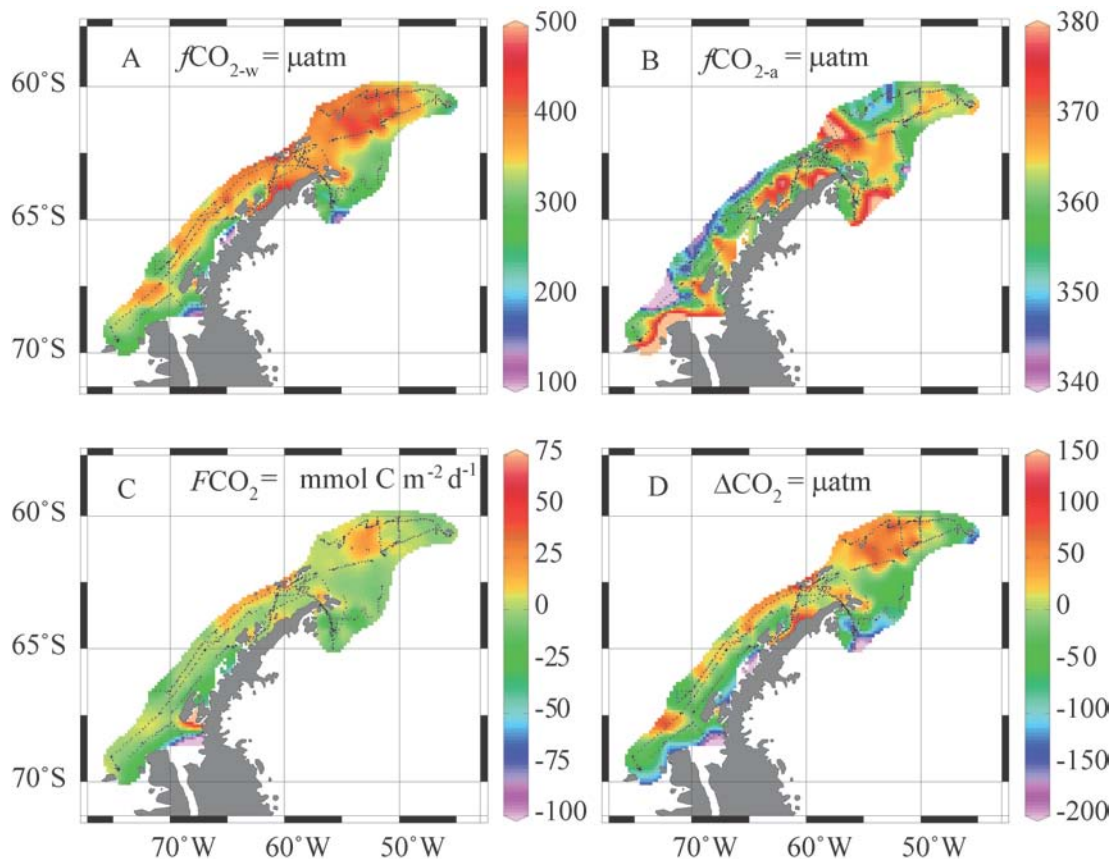 A fCO₂₋w = µatm
500
400
300
200
100
60°S
65°S
70°S
B fCO₂₋a = µatm
380
370
360
350
340
C FCO₂ = mmol C m⁻² d⁻¹
75
50
25
0
-25
-50
-75
-100
60°S
65°S
70°S
70°W 60°W 50°W
D ΔCO₂ = µatm
150
100
50
0
-50
-100
-150
-200
70°W 60°W 50°W